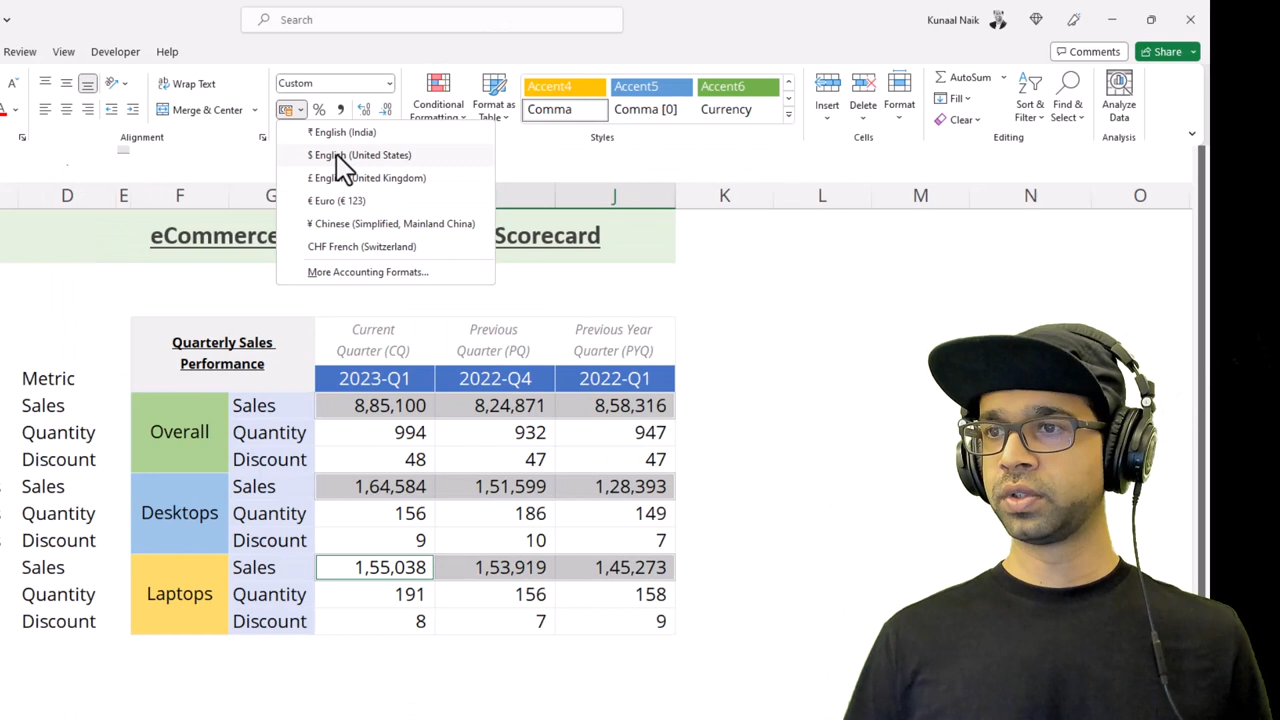 Search
Kunaal Naik
Review View Developer Help
Comments Share
Wrap Text
Merge & Center
Custom
Conditional Formatting
Format as Table
Accent4 Accent5 Accent6
Comma Comma [0] Currency
Insert Delete Format
AutoSum
Fill
Clear
Sort & Filter
Find & Select
Analyze Data
Alignment Styles Cells Editing Analysis
₹ English (India)
$ English (United States)
£ English (United Kingdom)
€ Euro (€ 123)
¥ Chinese (Simplified, Mainland China)
CHF French (Switzerland)
More Accounting Formats...
D E F G J K L M N O
eCommerce Scorecard
Quarterly Sales Performance
Current Quarter (CQ) Previous Quarter (PQ) Previous Year Quarter (PYQ)
Metric 2023-Q1 2022-Q4 2022-Q1
Sales Sales 8,85,100 8,24,871 8,58,316
Quantity Overall Quantity 994 932 947
Discount Discount 48 47 47
Sales Sales 1,64,584 1,51,599 1,28,393
Quantity Desktops Quantity 156 186 149
Discount Discount 9 10 7
Sales Sales 1,55,038 1,53,919 1,45,273
Quantity Laptops Quantity 191 156 158
Discount Discount 8 7 9